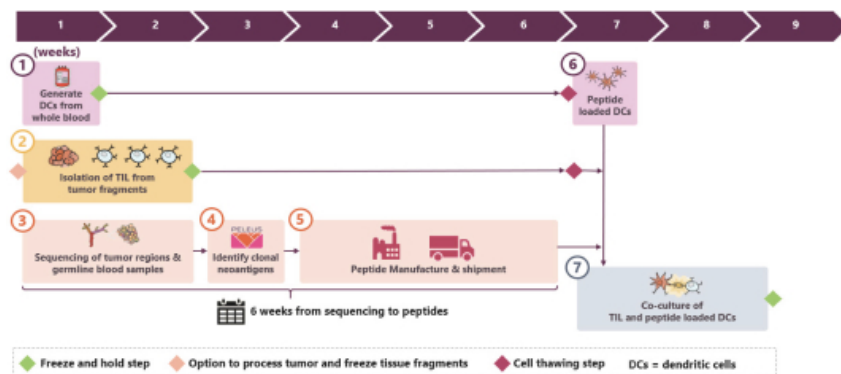 1 2 3 4 5 6 7 8 9
(weeks)
1
Generate
DCs from
whole blood
6
Peptide
loaded DCs
2
Isolation of TIL from
tumor fragments
3
Sequencing of tumor regions &
germline blood samples
4
PELEUS
Identify clonal
neoantigens
5
Peptide Manufacture & shipment
7
Co-culture of
TIL and peptide loaded DCs
6 weeks from sequencing to peptides
Freeze and hold step Option to process tumor and freeze tissue fragments Cell thawing step DCs = dendritic cells